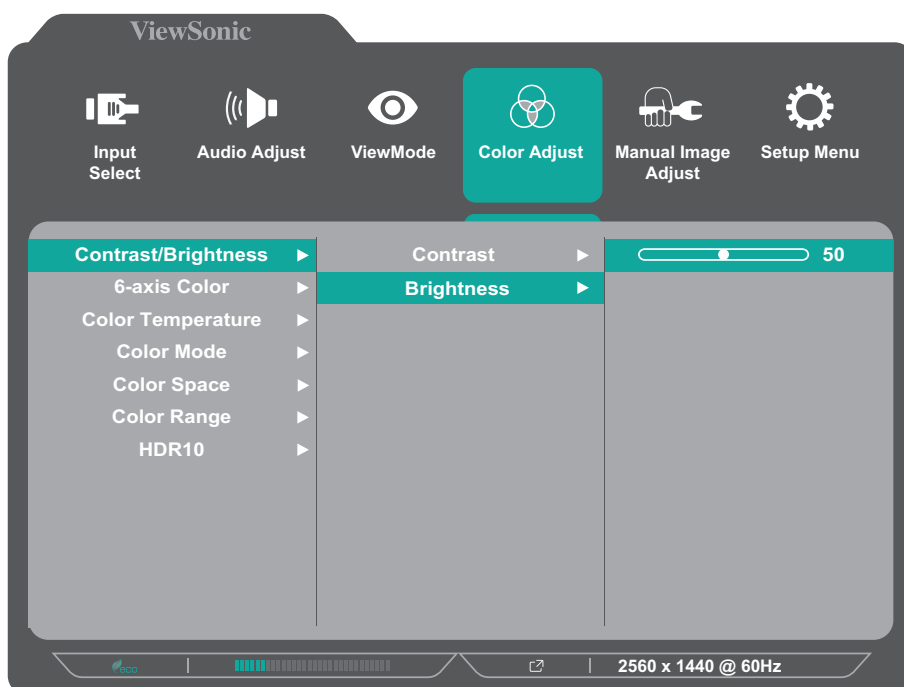 ViewSonic
Input
Select
Audio Adjust
ViewMode
Color Adjust
Manual Image
Adjust
Setup Menu
Contrast/Brightness
Contrast
50
6-axis Color
Brightness
Color Temperature
Color Mode
Color Space
Color Range
HDR10
eco
2560 x 1440 @ 60Hz